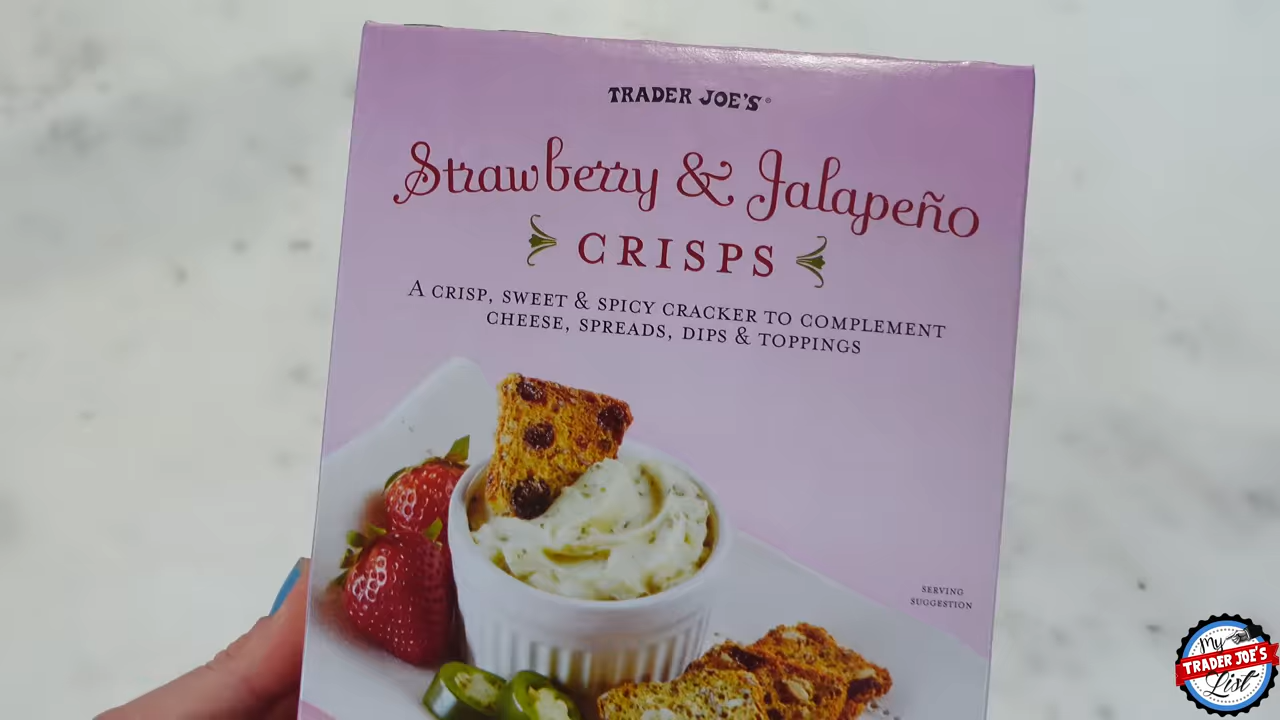 TRADER JOE'S®
Strawberry & Jalapeño
CRISPS
A CRISP, SWEET & SPICY CRACKER TO COMPLEMENT
CHEESE, SPREADS, DIPS & TOPPINGS
SERVING
SUGGESTION
My
TRADER JOE'S
List